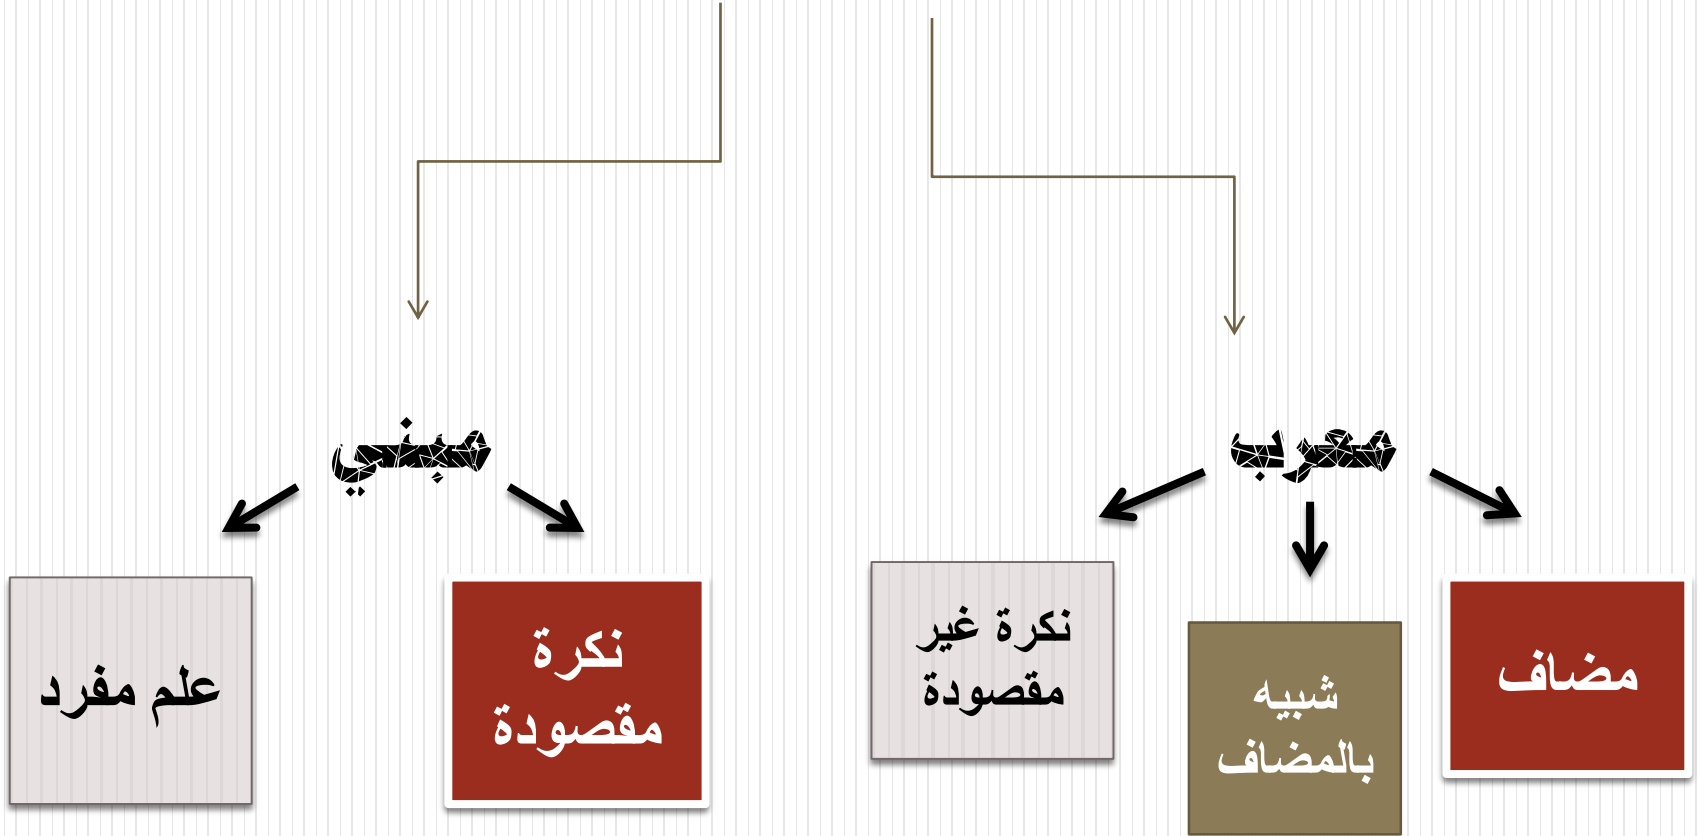 معرب
مبني
مضاف
شبيه
بالمضاف
نكرة غير
مقصودة
نكرة
مقصودة
علم مفرد